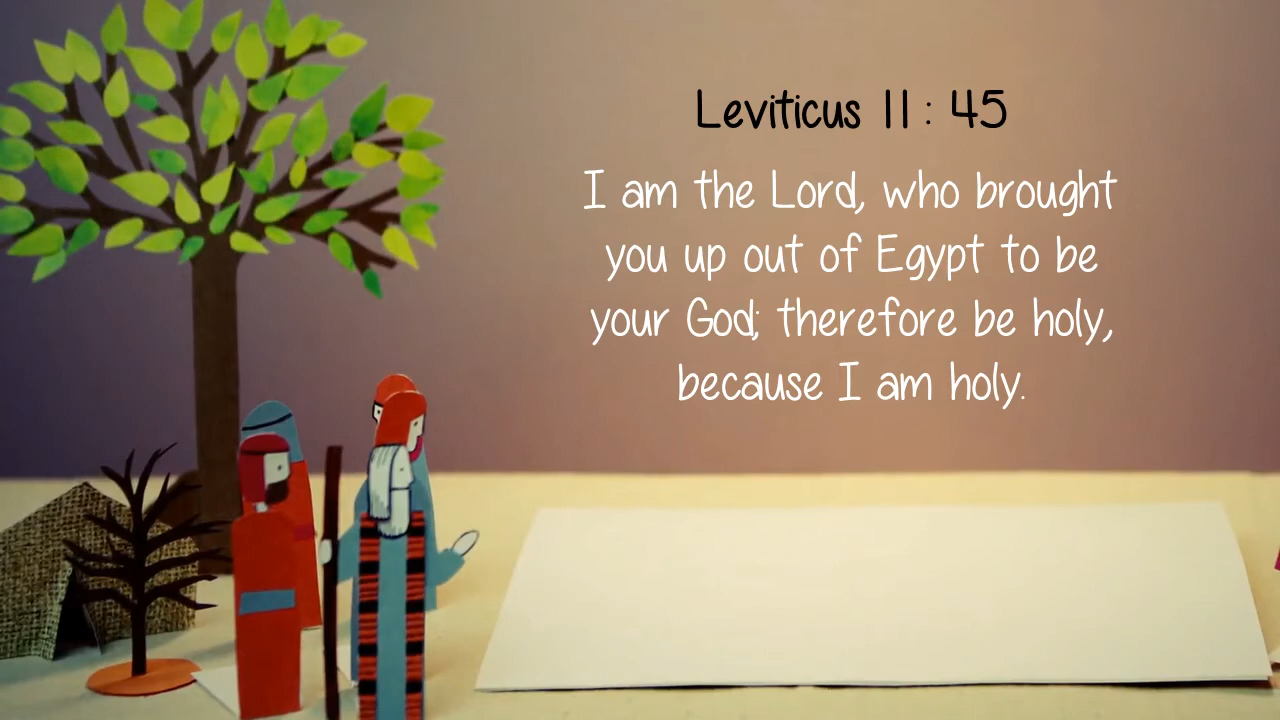 Leviticus 11 : 45
I am the Lord, who brought
you up out of Egypt to be
your God; therefore be holy,
because I am holy.